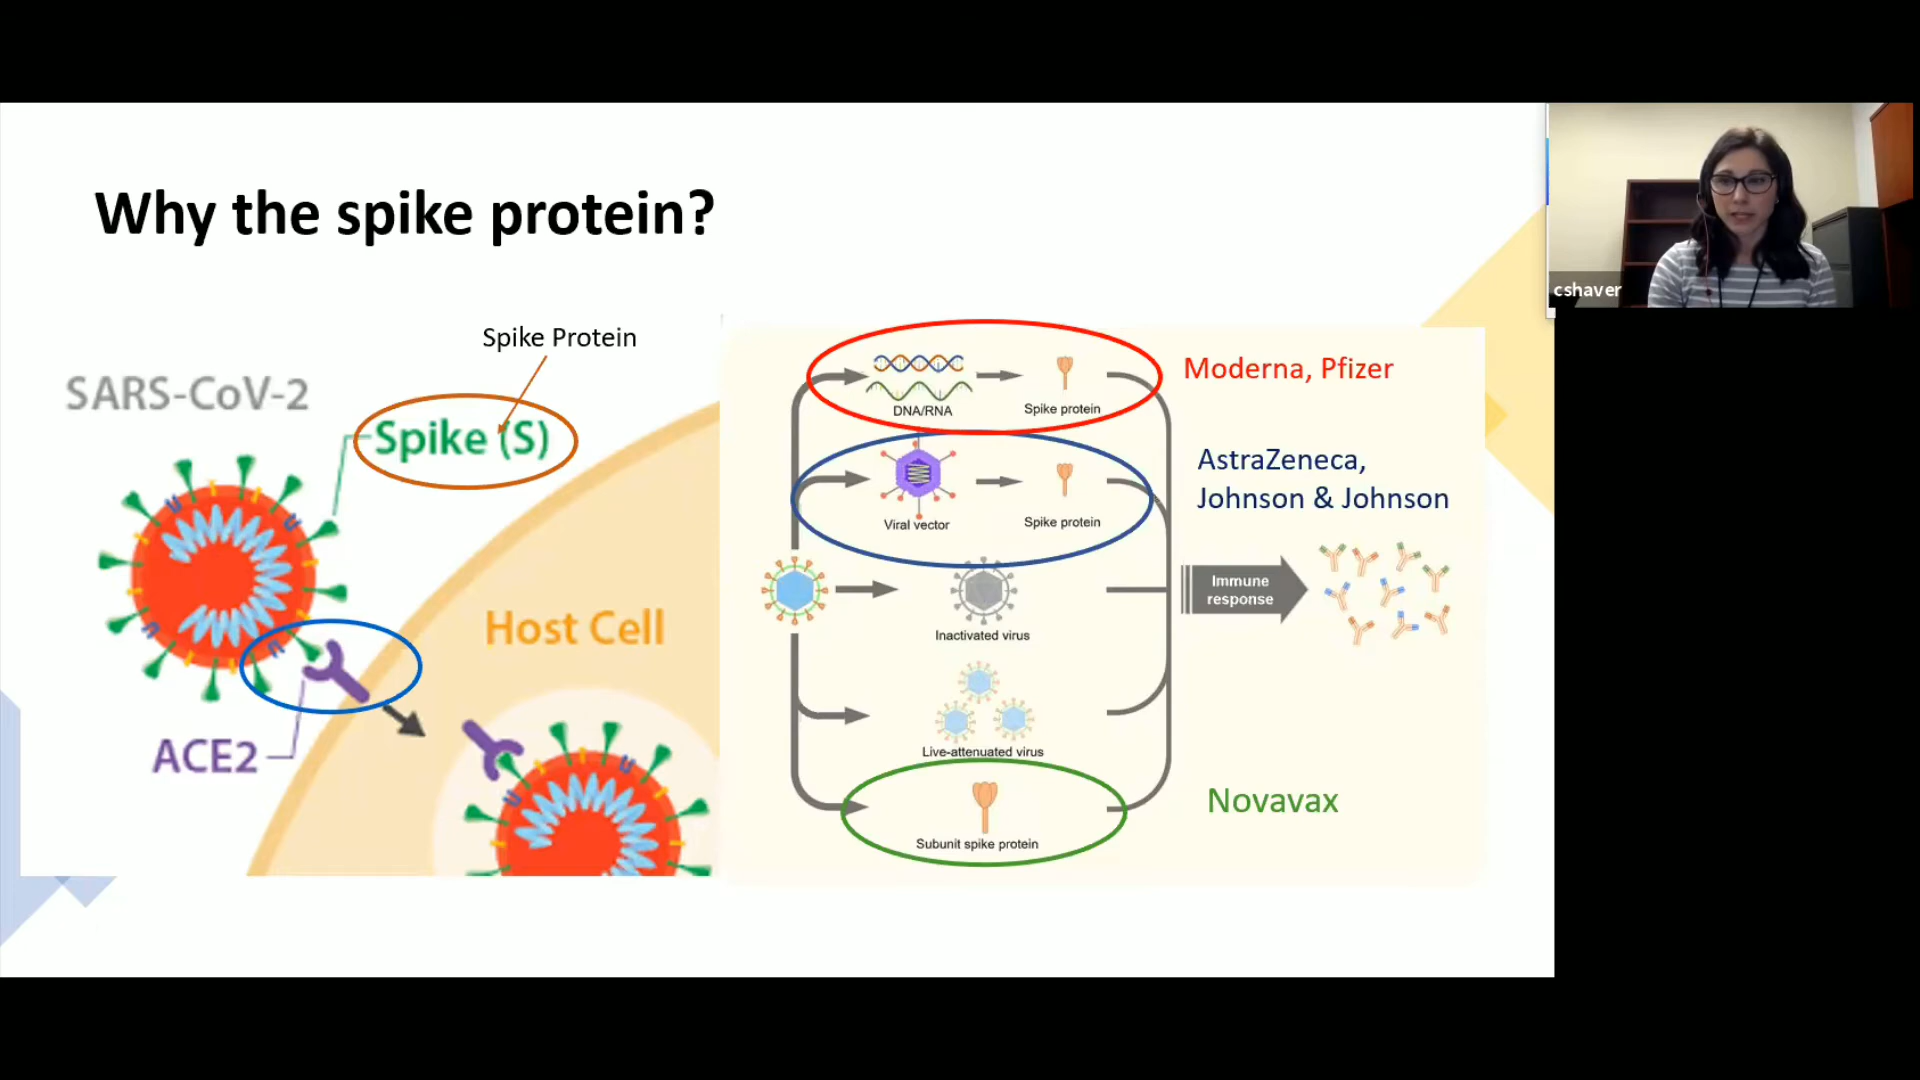 Why the spike protein?
cshaver
Spike Protein
SARS-CoV-2
Spike (S)
Host Cell
ACE2
DNA/RNA
Spike protein
Moderna, Pfizer
Viral vector
Spike protein
AstraZeneca,
Johnson & Johnson
Inactivated virus
Immune
response
Live-attenuated virus
Subunit spike protein
Novavax